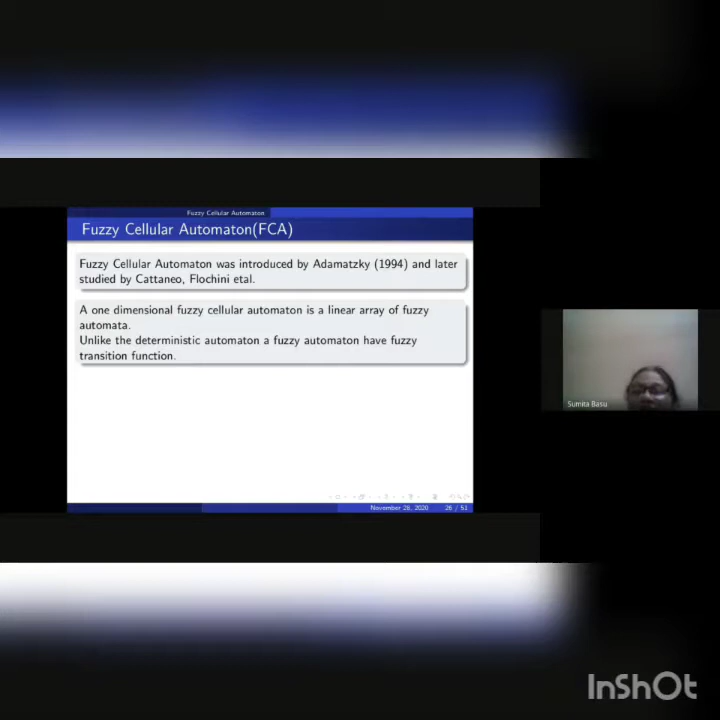 Fuzzy Cellular Automaton
Fuzzy Cellular Automaton(FCA)
Fuzzy Cellular Automaton was introduced by Adamatzky (1994) and later
studied by Cattaneo, Flochini etal.
A one dimensional fuzzy cellular automaton is a linear array of fuzzy
automata.
Unlike the deterministic automaton a fuzzy automaton have fuzzy
transition function.
Sumita Basu
November 28, 2020 26 / 51
InShOt